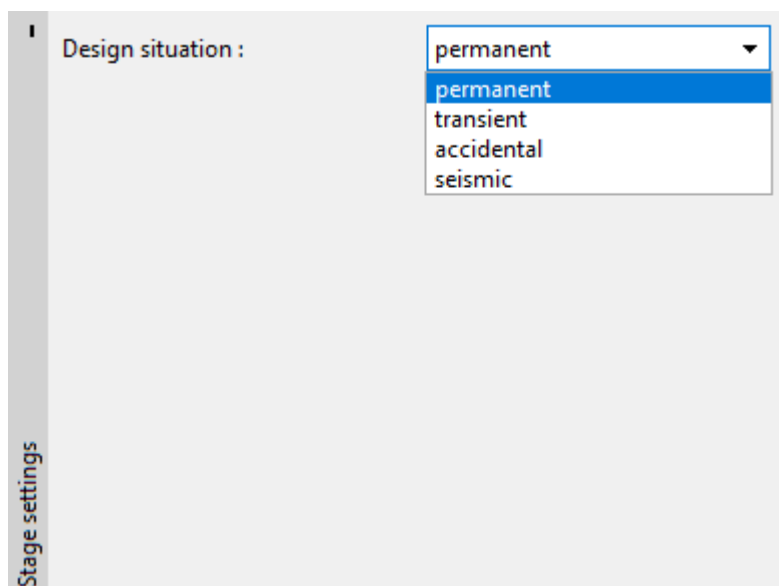 Design situation :
permanent
permanent
transient
accidental
seismic
Stage settings